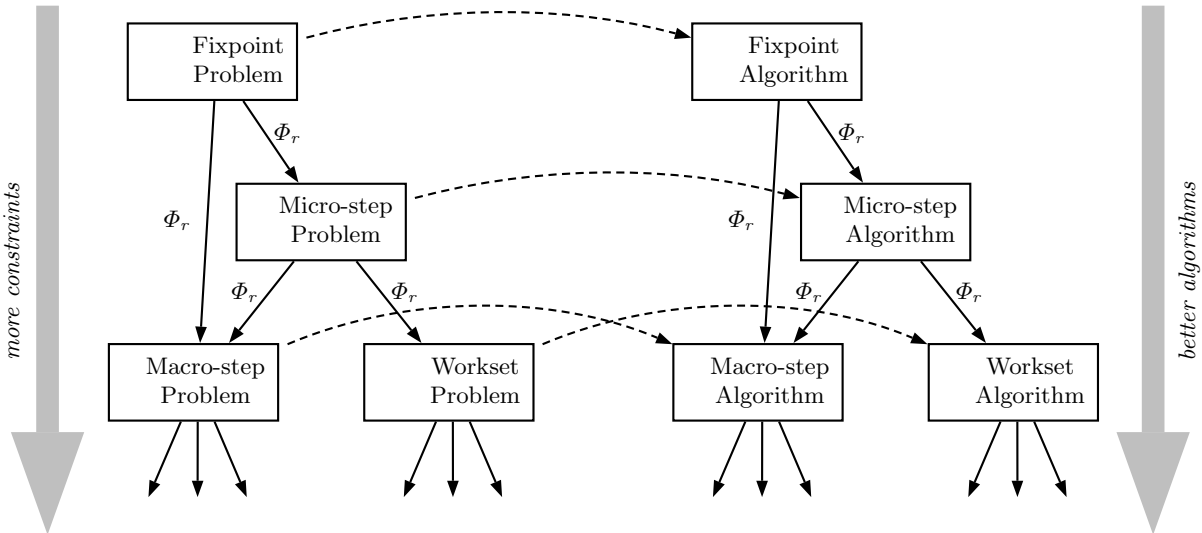 Fixpoint
Problem
Fixpoint
Algorithm
Φr
Φr
Micro-step
Problem
Micro-step
Algorithm
Φr
Φr
more constraints
better algorithms
Φr
Φr
Φr
Φr
Macro-step
Problem
Workset
Problem
Macro-step
Algorithm
Workset
Algorithm